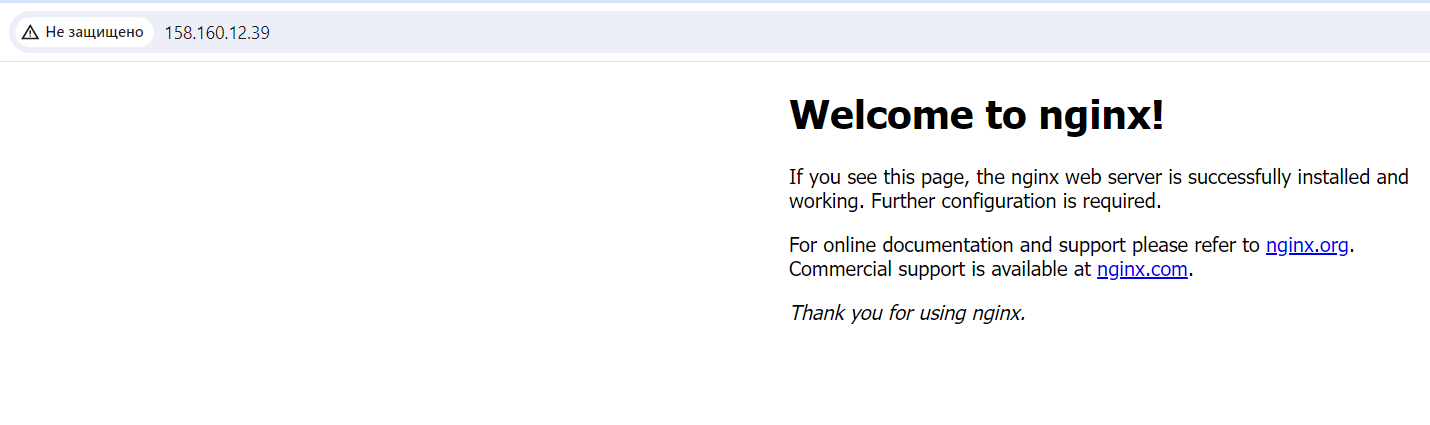 Не защищено 158.160.12.39
Welcome to nginx!
If you see this page, the nginx web server is successfully installed and
working. Further configuration is required.
For online documentation and support please refer to nginx.org.
Commercial support is available at nginx.com.
Thank you for using nginx.